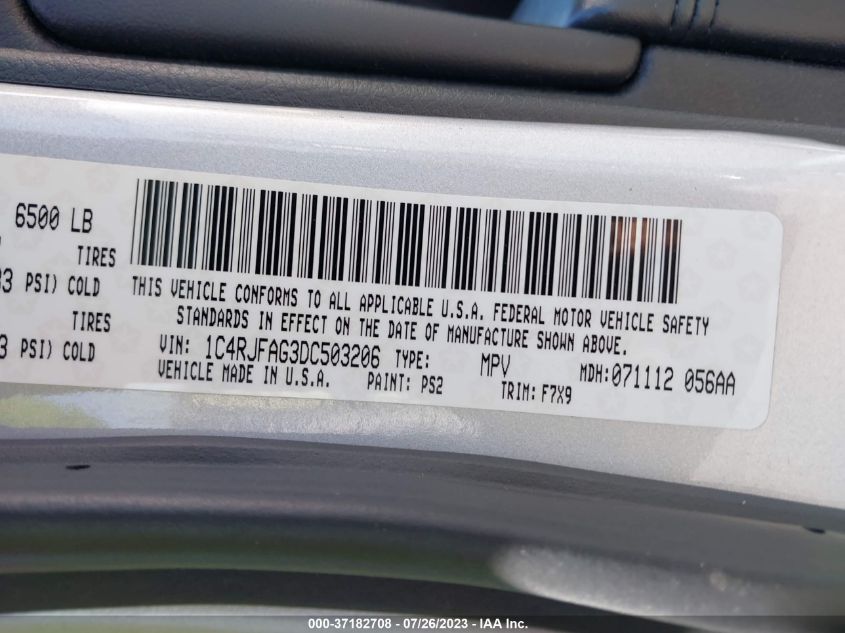 6500 LB
TIRES
PSI) COLD
TIRES
PSI) COLD
THIS VEHICLE CONFORMS TO ALL APPLICABLE U.S.A. FEDERAL MOTOR VEHICLE SAFETY
STANDARDS IN EFFECT ON THE DATE OF MANUFACTURE SHOWN ABOVE.
VIN: 1C4RJFAG3DC503206 TYPE: MPV MDH:071112 056AA
VEHICLE MADE IN U.S.A. PAINT: PS2 TRIM: F7X9
000-37182708 - 07/26/2023 - IAA Inc.